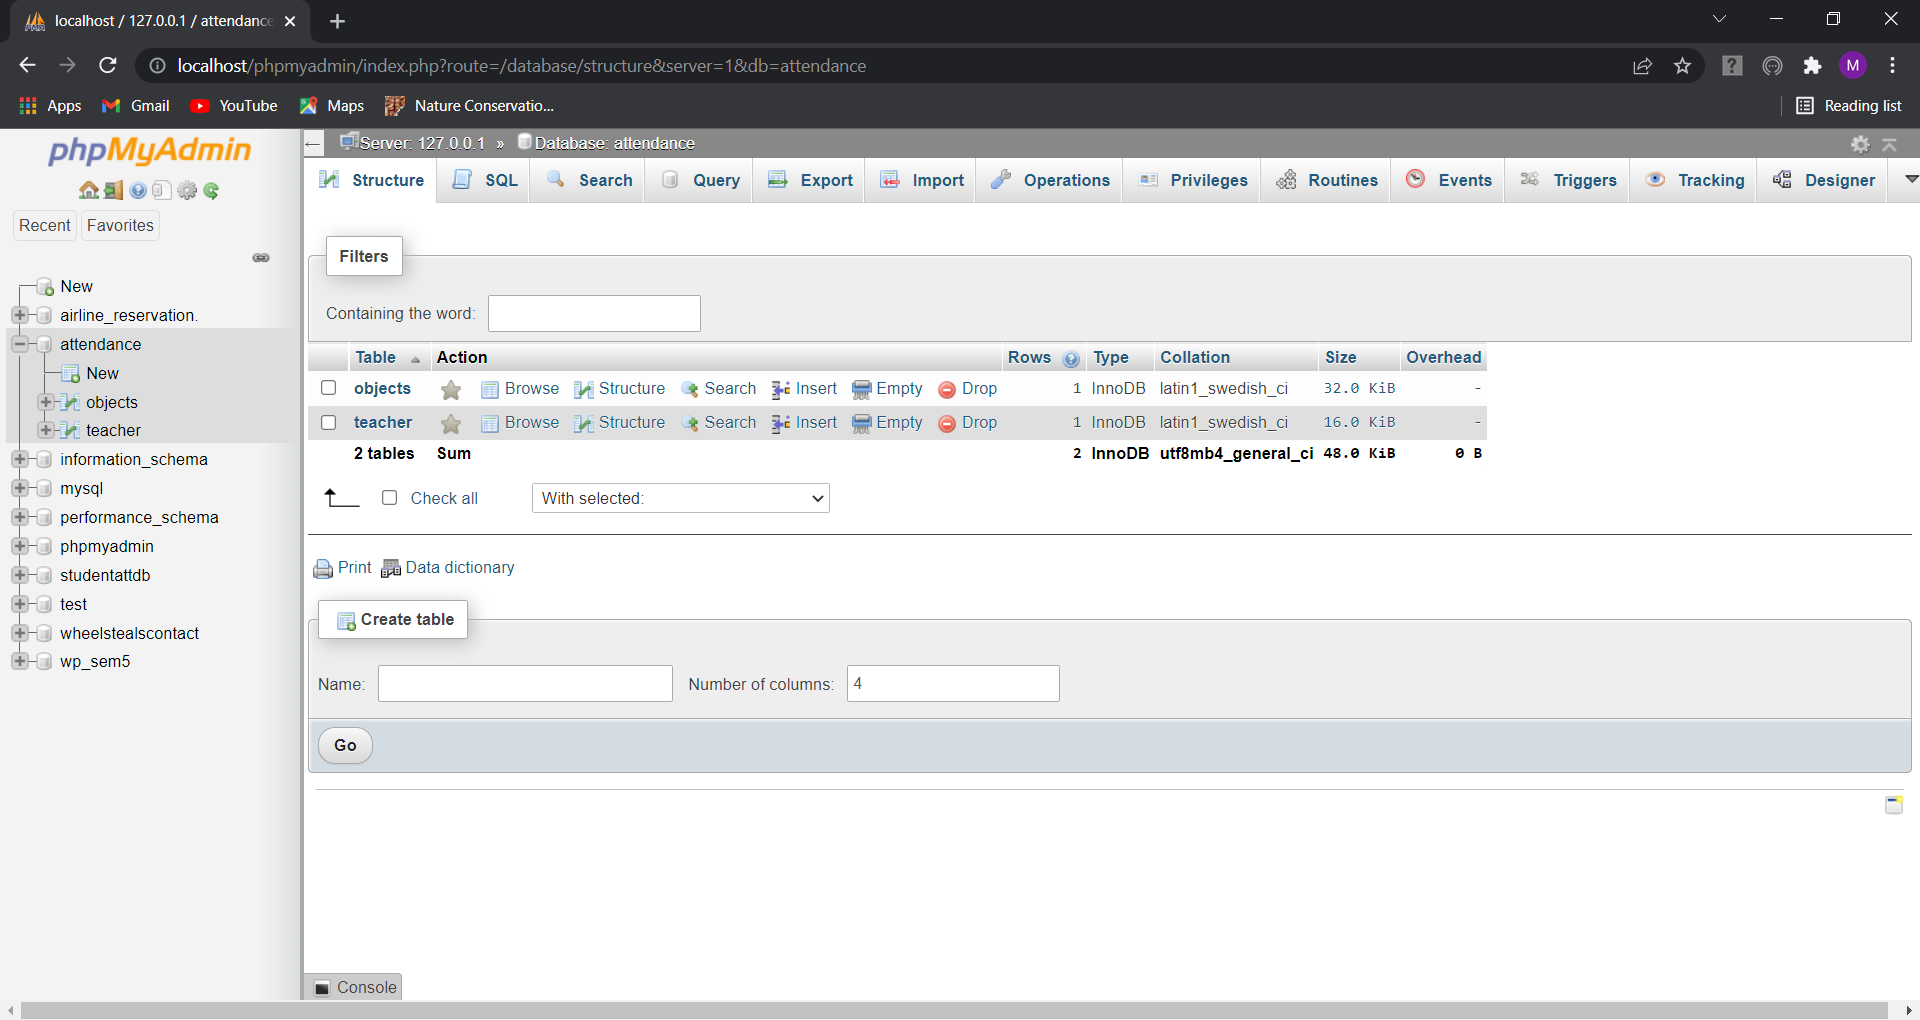 localhost / 127.0.0.1 / attendance
localhost/phpmyadmin/index.php?route=/database/structure&server=1&db=attendance
M
Apps Gmail YouTube Maps Nature Conservatio... Reading list
phpMyAdmin
Recent Favorites
New
airline_reservation.
attendance
New
objects
teacher
information_schema
mysql
performance_schema
phpmyadmin
studentattdb
test
wheelstealscontact
wp_sem5
Server: 127.0.0.1 » Database: attendance
Structure SQL Search Query Export Import Operations Privileges Routines Events Triggers Tracking Designer
Filters
Containing the word:
Table Action Rows Type Collation Size Overhead
objects Browse Structure Search Insert Empty Drop 1 InnoDB latin1_swedish_ci 32.0 KiB -
teacher Browse Structure Search Insert Empty Drop 1 InnoDB latin1_swedish_ci 16.0 KiB -
2 tables Sum 2 InnoDB utf8mb4_general_ci 48.0 KiB 0 B
Check all With selected:
Print Data dictionary
Create table
Name: Number of columns: 4
Go
Console